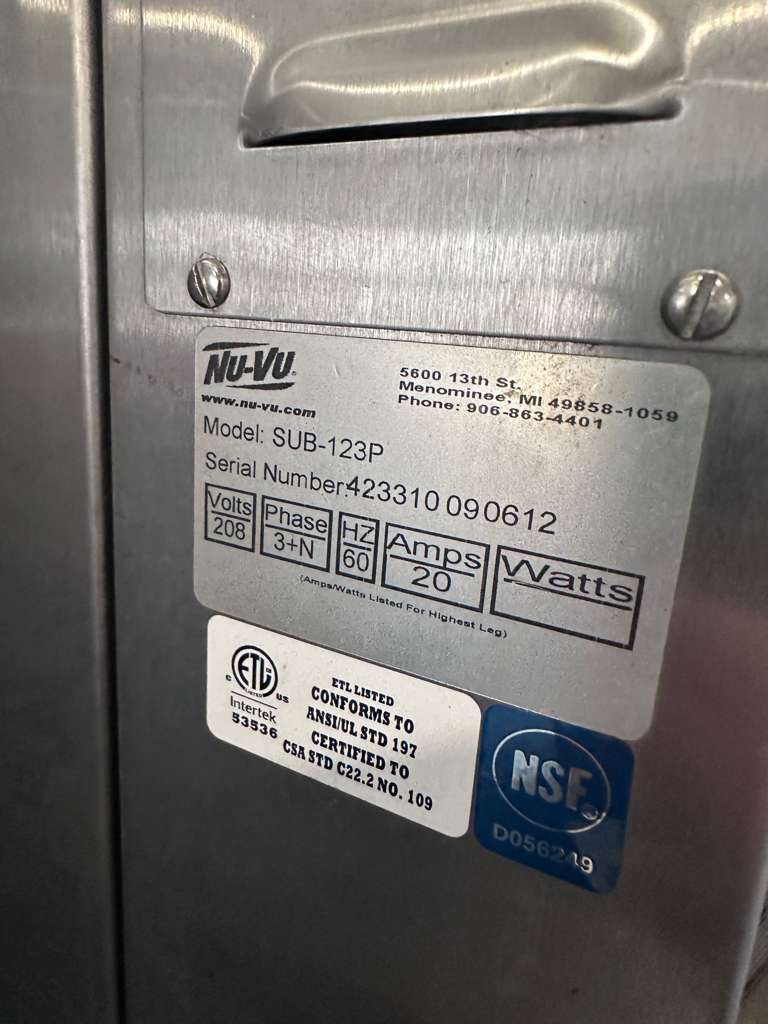 NU-VU®
www.nu-vu.com
5600 13th St.
Menominee, MI 49858-1059
Phone: 906-863-4401
Model: SUB-123P
Serial Number:423310 090612
Volts
208
Phase
3+N
HZ
60
Amps
20
Watts
(Amps/Watts Listed For Highest Leg)
ETL
LISTED
C US
Intertek
53536
ETL LISTED
CONFORMS TO
ANSI/UL STD 197
CERTIFIED TO
CSA STD C22.2 NO. 109
NSF®
D056249